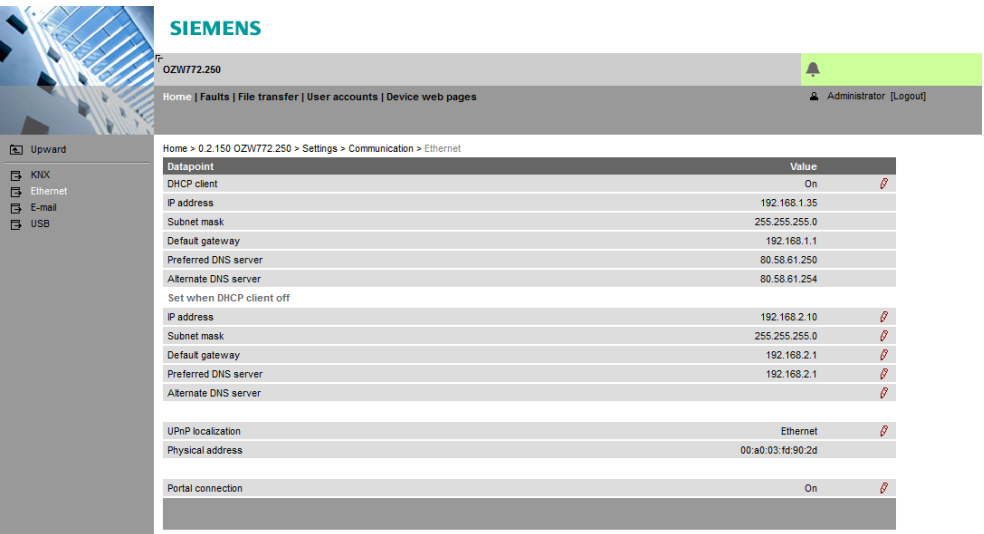 SIEMENS
OZW772.250
Home | Faults | File transfer | User accounts | Device web pages
Administrator [Logout]
Upward
KNX
Ethernet
E-mail
USB
Home > 0.2.150 OZW772.250 > Settings > Communication > Ethernet
Datapoint Value
DHCP client On
IP address 192.168.1.35
Subnet mask 255.255.255.0
Default gateway 192.168.1.1
Preferred DNS server 80.58.61.250
Alternate DNS server 80.58.61.254
Set when DHCP client off
IP address 192.168.2.10
Subnet mask 255.255.255.0
Default gateway 192.168.2.1
Preferred DNS server 192.168.2.1
Alternate DNS server
UPnP localization Ethernet
Physical address 00:a0:03:fd:90:2d
Portal connection On